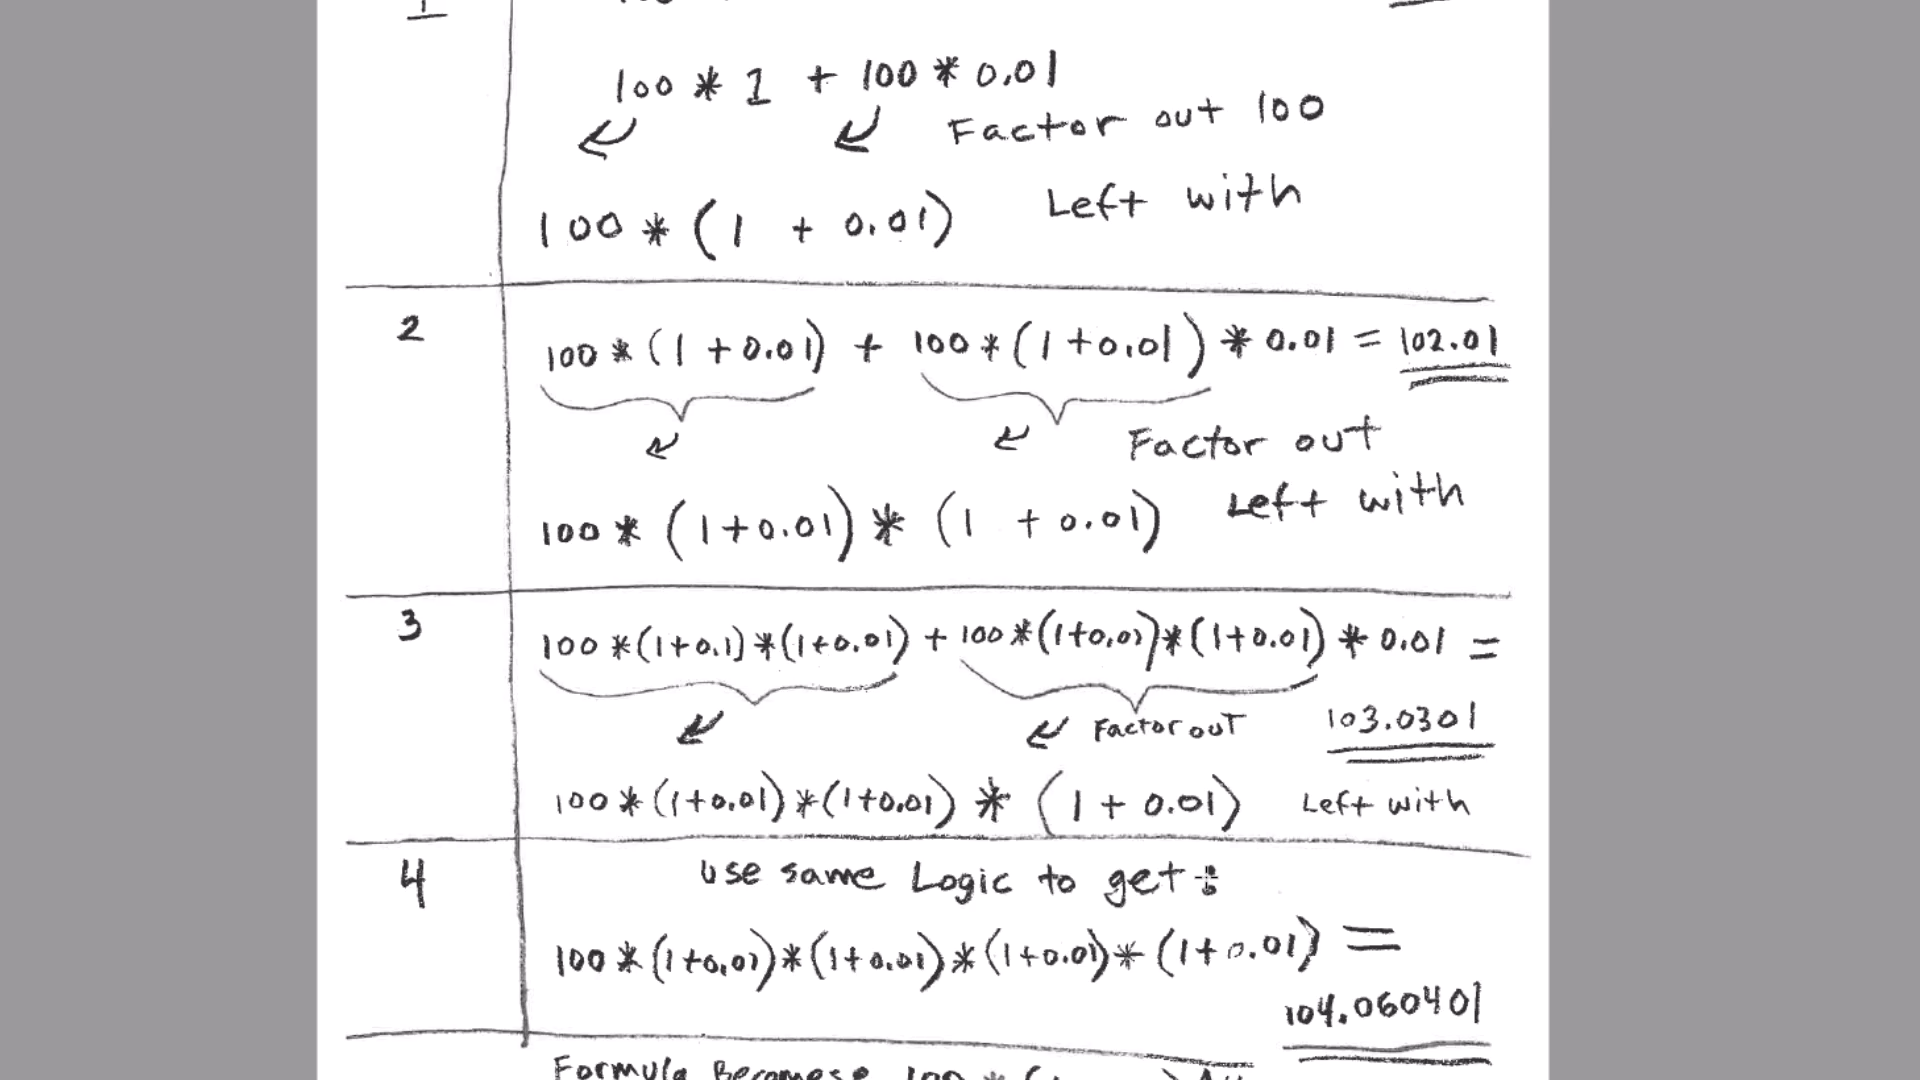 1
100 * 1 + 100 * 0.01
Factor out 100
100 * (1 + 0.01) Left with
2 100 * (1 + 0.01) + 100 * (1 + 0.01) * 0.01 = 102.01
Factor out
100 * (1+0.01) * (1 + 0.01) Left with
3 100 * (1+0.1) * (1+0.01) + 100 * (1+0.01) * (1+0.01) * 0.01 =
Factor out 103.0301
100 * (1+0.01) * (1+0.01) * (1 + 0.01) Left with
4 use same Logic to get:
100 * (1+0.01) * (1+0.01) * (1+0.01) * (1+0.01) =
104.060401
Formula Becomes: 100 * (